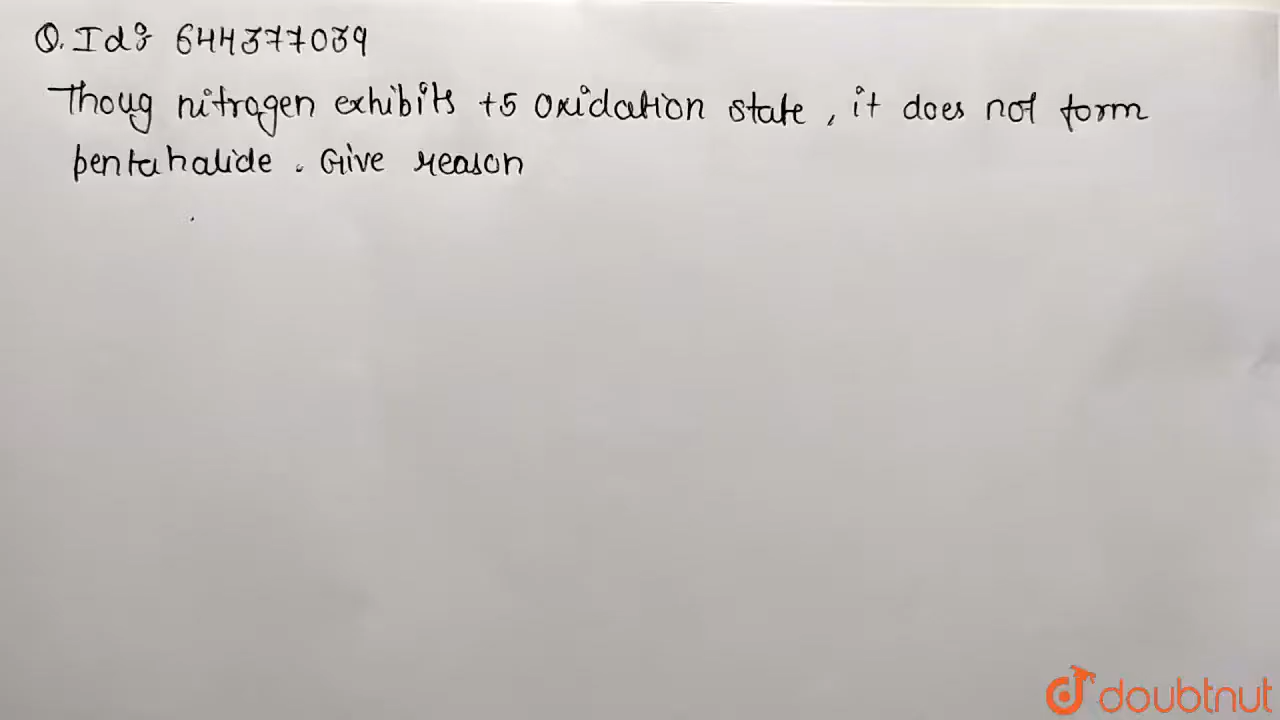 Q. Id: 644377039
Thoug nitrogen exhibits +5 oxidation state, it does not form
pentahalide. Give reason
doubtnut